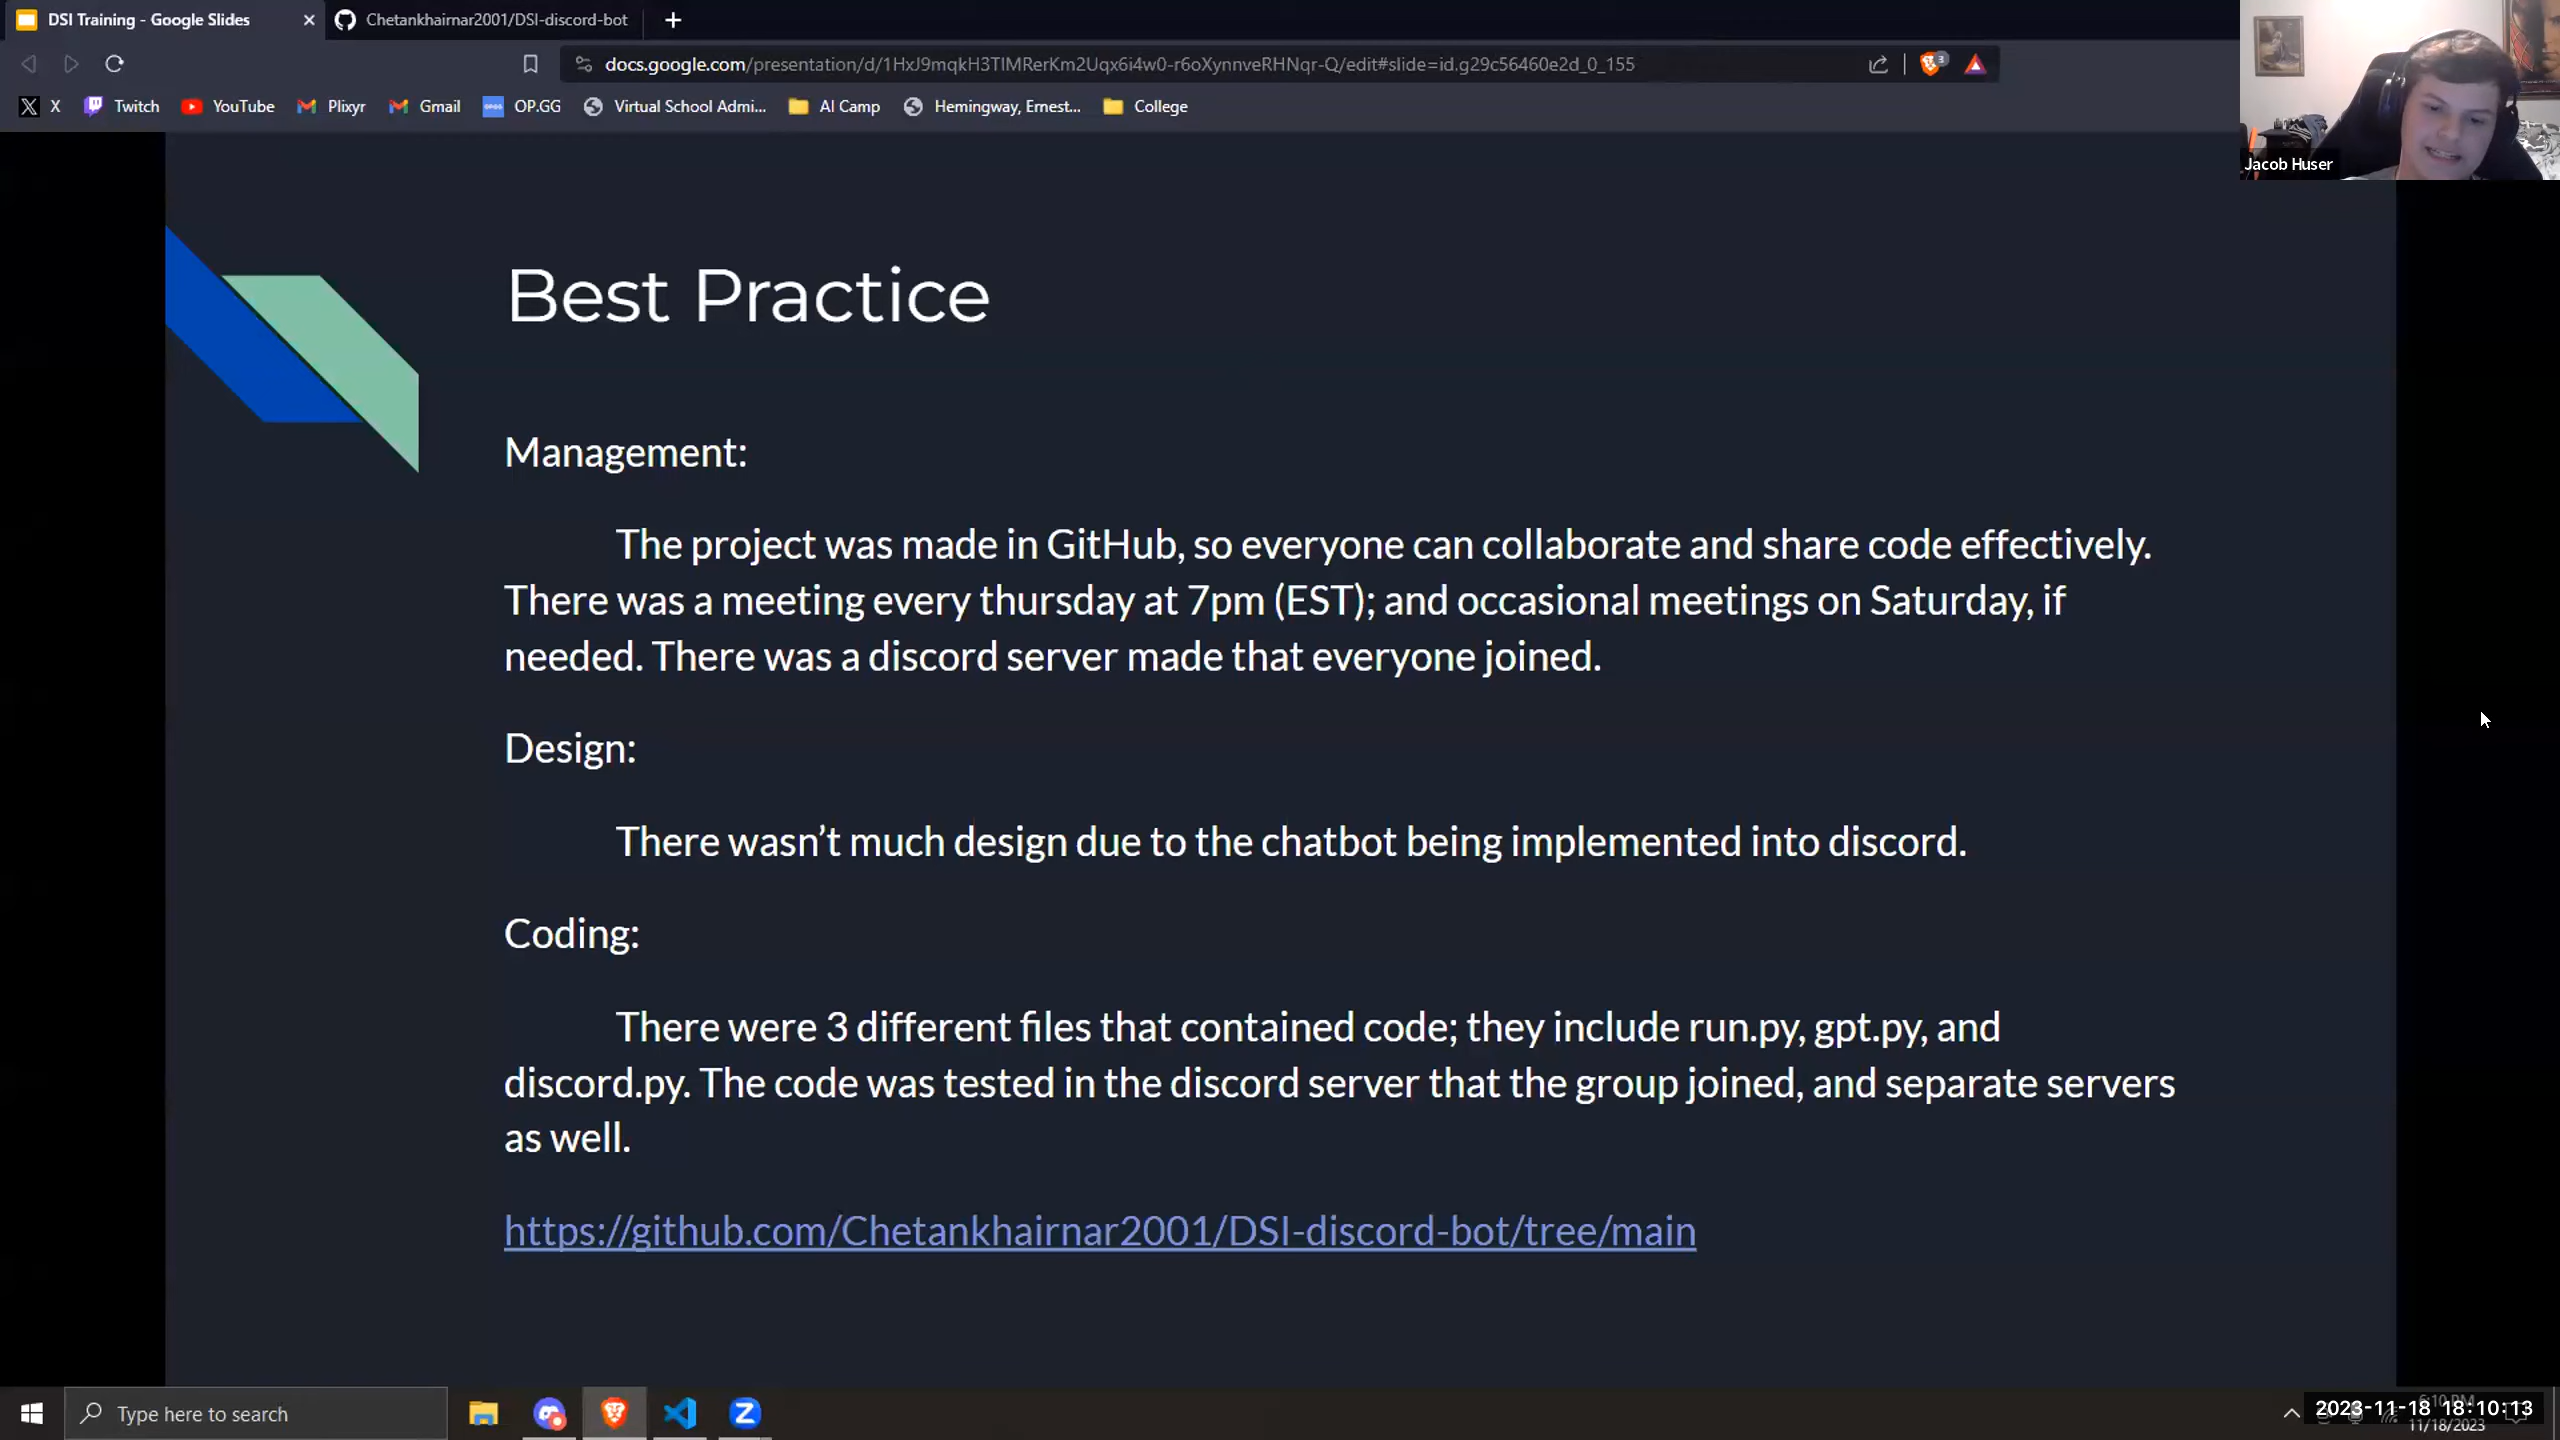 DSI Training - Google Slides
Chetankhairnar2001/DSI-discord-bot
docs.google.com/presentation/d/1HxJ9mqkH3TIMRerKm2Uqx6i4w0-r6oXynnveRHNqr-Q/edit#slide=id.g29c56460e2d_0_155
3
X
Twitch
YouTube
Plixyr
Gmail
OP.GG
Virtual School Admi...
AI Camp
Hemingway, Ernest...
College
Jacob Huser
Best Practice
Management:
The project was made in GitHub, so everyone can collaborate and share code effectively.
There was a meeting every thursday at 7pm (EST); and occasional meetings on Saturday, if
needed. There was a discord server made that everyone joined.
Design:
There wasn’t much design due to the chatbot being implemented into discord.
Coding:
There were 3 different files that contained code; they include run.py, gpt.py, and
discord.py. The code was tested in the discord server that the group joined, and separate servers
as well.
https://github.com/Chetankhairnar2001/DSI-discord-bot/tree/main
Type here to search
6:10 PM
2023-11-18 18:10:13
11/18/2023